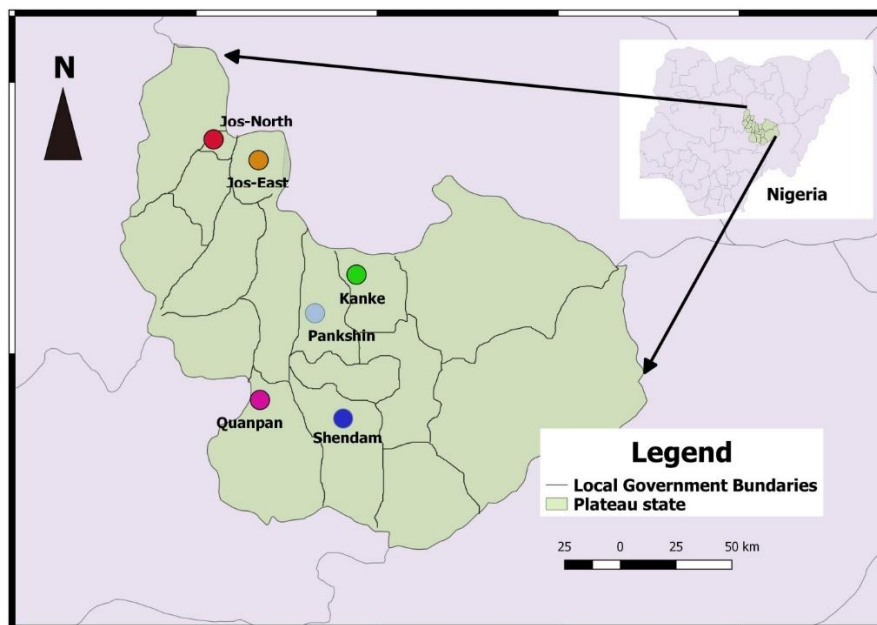 N
Jos-North
Jos-East
Kanke
Pankshin
Quanpan
Shendam
Nigeria
Legend
Local Government Bundaries
Plateau state
25 0 25 50 km